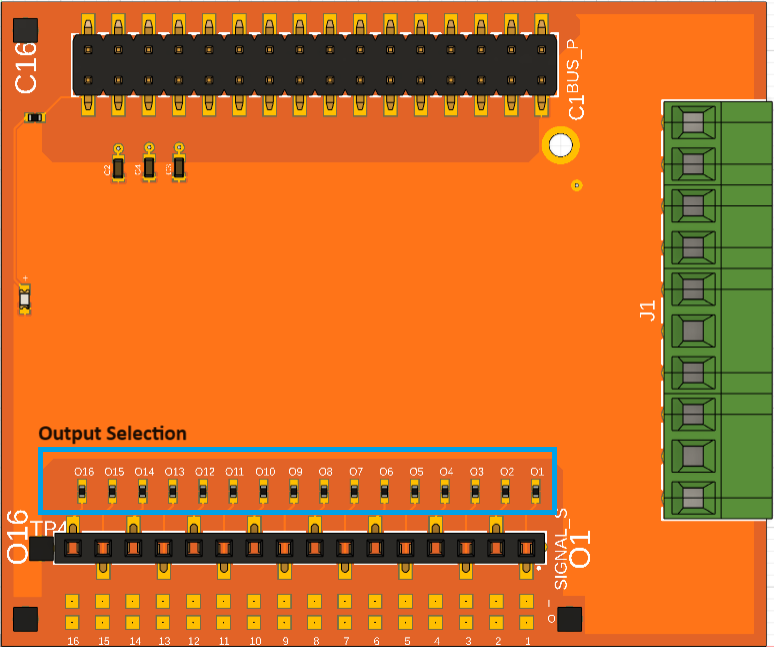 C16
BUS_P
C1
C2
C4
C3
+
J1
Output Selection
O16 O15 O14 O13 O12 O11 O10 O9 O8 O7 O6 O5 O4 O3 O2 O1
O16
TP4
SIGNAL_S
O1
I
O
16 15 14 13 12 11 10 9 8 7 6 5 4 3 2 1